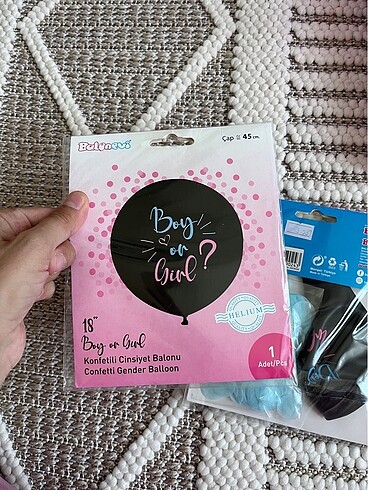 Balonevi
Çap = 45 cm.
Boy
or
Girl ?
HELIUM
18"
Boy or Girl
Konfetili Cinsiyet Balonu
Confetti Gender Balloon
1
Adet/Pcs